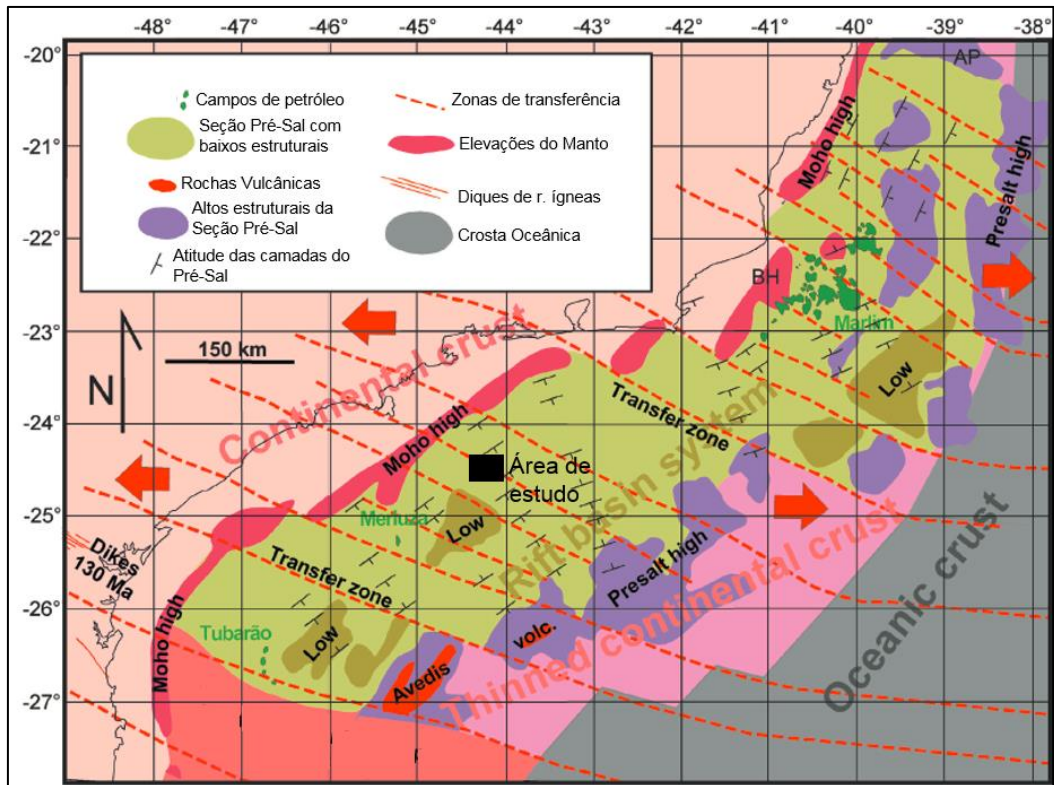 -48° -47° -46° -45° -44° -43° -42° -41° -40° -39° -38°
-20°
-21°
-22°
-23°
-24°
-25°
-26°
-27°
Campos de petróleo
Seção Pré-Sal com
baixos estruturais
Rochas Vulcânicas
Altos estruturais da
Seção Pré-Sal
Atitude das camadas do
Pré-Sal
Zonas de transferência
Elevações do Manto
Diques de r. ígneas
Crosta Oceânica
AP
Moho high
Presalt high
BH
Marlim
N
150 km
Low
Continental crust
Transfer zone
Moho high
Área de
estudo
Rift basin system
Merluza
Low
Dikes
130 Ma
Transfer zone
Presalt high
Thinned continental crust
Oceanic crust
Moho high
Tubarão
Low
volc.
Avedis